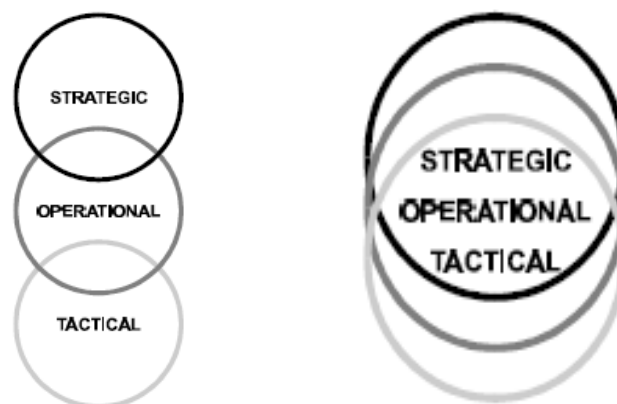 STRATEGIC
OPERATIONAL
TACTICAL
STRATEGIC
OPERATIONAL
TACTICAL